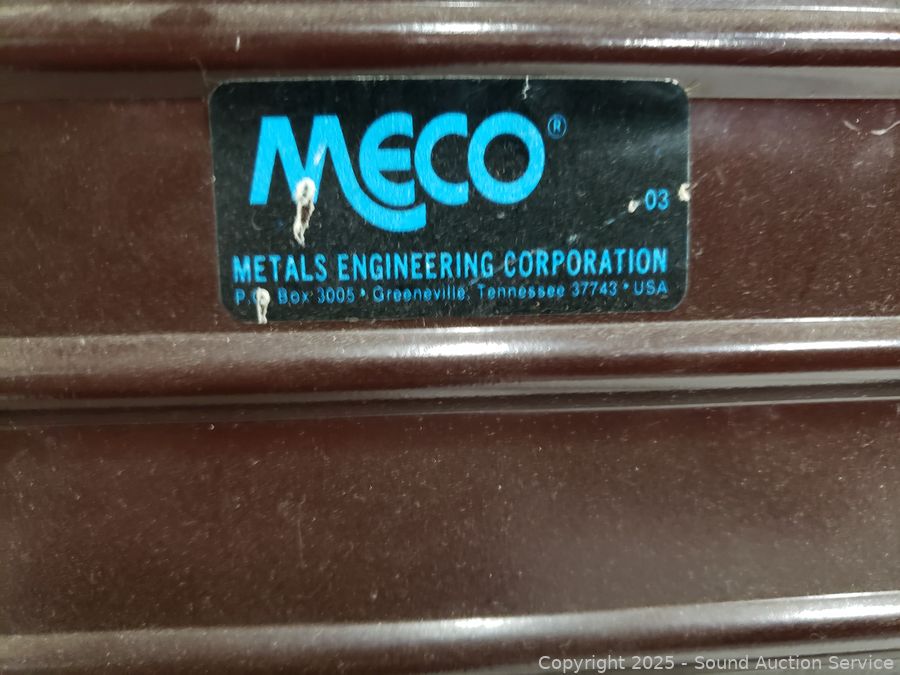 MECO®
03
METALS ENGINEERING CORPORATION
P.O. Box 3005 • Greeneville, Tennessee 37743 • USA
Copyright 2025 - Sound Auction Service